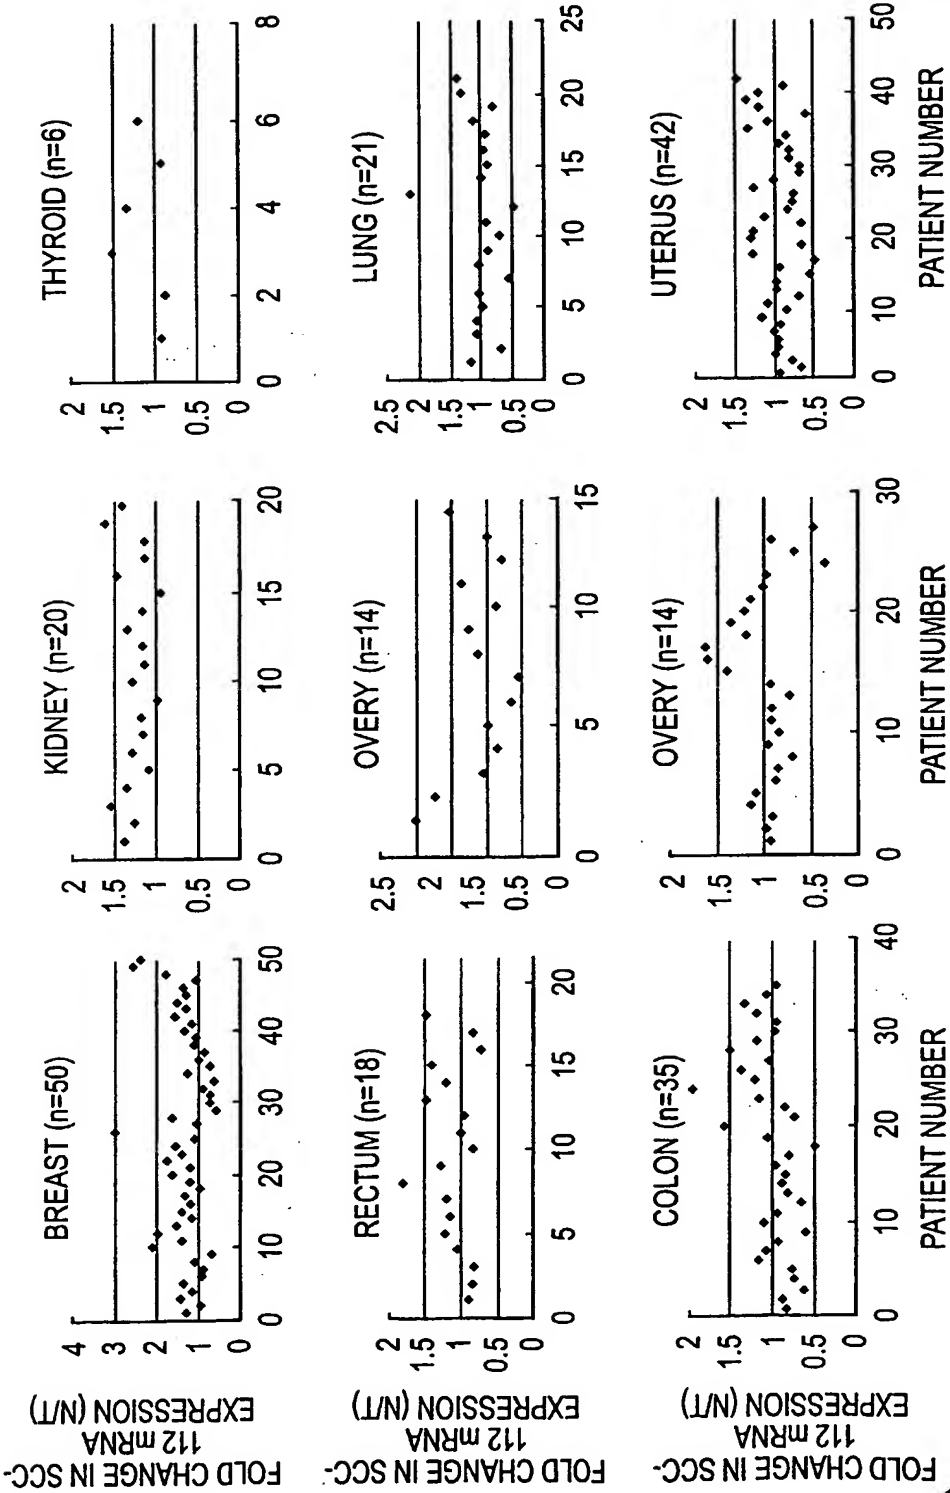 FOLD CHANGE IN SCC-
112 mRNA
EXPRESSION (N/T)
BREAST (n=50)
4
3
2
1
0
0 10 20 30 40 50
KIDNEY (n=20)
2
1.5
1
0.5
0
0 5 10 15 20
THYROID (n=6)
2
1.5
1
0.5
0
0 2 4 6 8
FOLD CHANGE IN SCC-
112 mRNA
EXPRESSION (N/T)
RECTUM (n=18)
2
1.5
1
0.5
0
0 5 10 15 20
OVERY (n=14)
2.5
2
1.5
1
0.5
0
0 5 10 15
LUNG (n=21)
2.5
2
1.5
1
0.5
0
0 5 10 15 20 25
FOLD CHANGE IN SCC-
112 mRNA
EXPRESSION (N/T)
COLON (n=35)
2
1.5
1
0.5
0
0 10 20 30 40
PATIENT NUMBER
OVERY (n=14)
2
1.5
1
0.5
0
0 10 20 30
PATIENT NUMBER
UTERUS (n=42)
2
1.5
1
0.5
0
0 10 20 30 40 50
PATIENT NUMBER